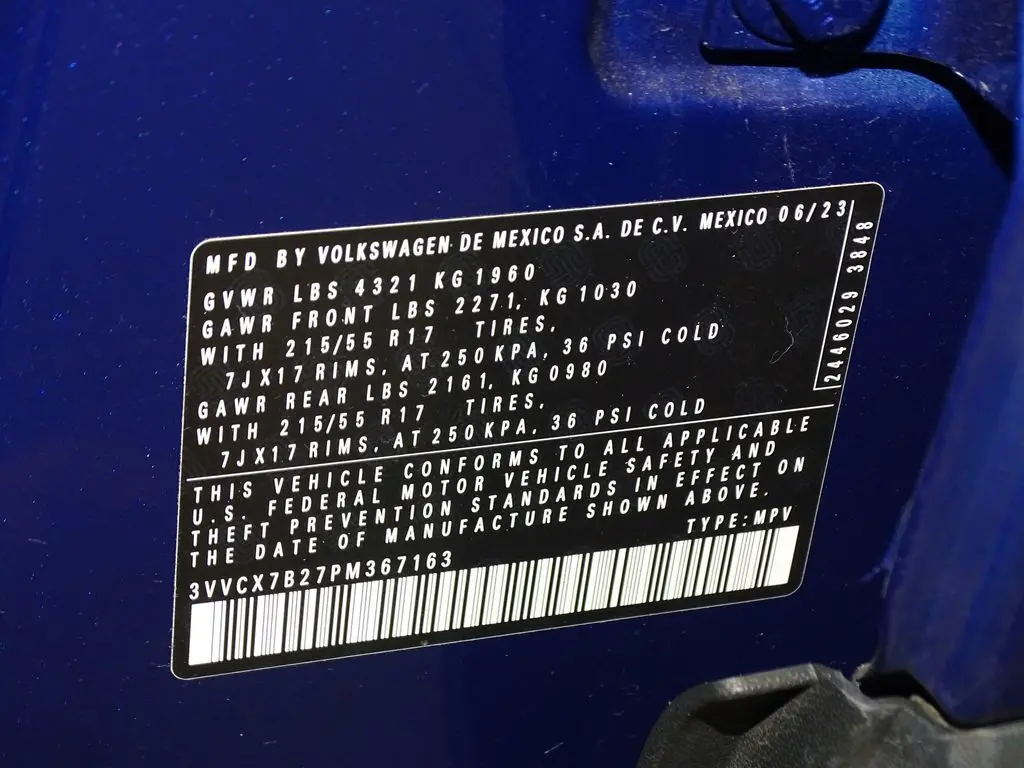 MFD BY VOLKSWAGEN DE MEXICO S.A. DE C.V. MEXICO 06/23
GVWR LBS 4321 KG 1960
GAWR FRONT LBS 2271, KG 1030
WITH 215/55 R17 TIRES,
7JX17 RIMS, AT 250 KPA, 36 PSI COLD
GAWR REAR LBS 2161, KG 0980
WITH 215/55 R17 TIRES,
7JX17 RIMS, AT 250 KPA, 36 PSI COLD
2446029 3848
THIS VEHICLE CONFORMS TO ALL APPLICABLE
U.S. FEDERAL MOTOR VEHICLE SAFETY AND
THEFT PREVENTION STANDARDS IN EFFECT ON
THE DATE OF MANUFACTURE SHOWN ABOVE.
3VVCX7B27PM367163 TYPE: MPV